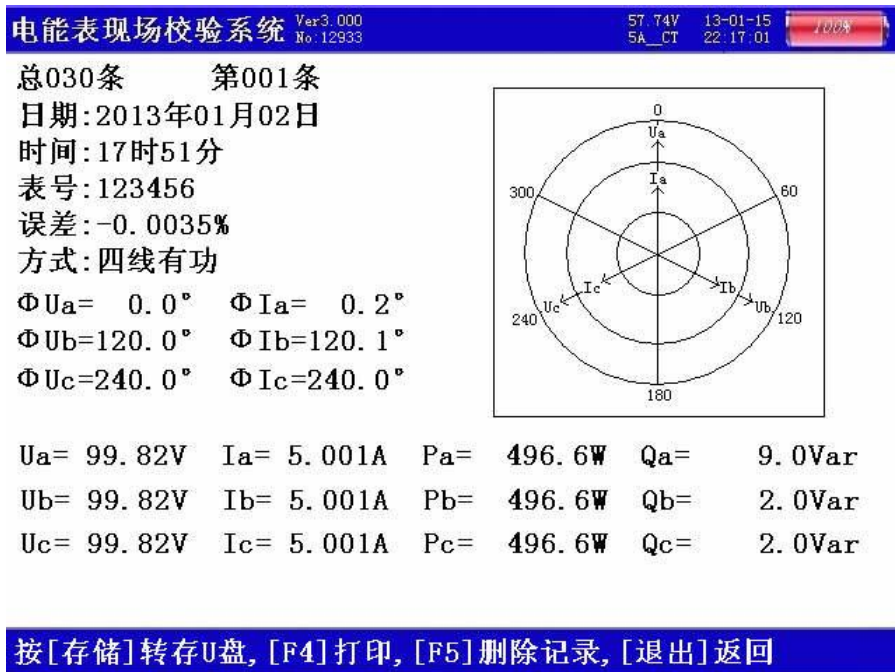 电能表现场校验系统 Ver3.000 No:12933 57.74V 5A__CT 13-01-15 22:17:01 100%
总030条 第001条
日期:2013年01月02日
时间:17时51分
表号:123456
误差:-0.0035%
方式:四线有功
ΦUa= 0.0° ΦIa= 0.2°
ΦUb=120.0° ΦIb=120.1°
ΦUc=240.0° ΦIc=240.0°
0
Ua
Ia
300
60
Ic
Ib
Uc
Ub
240
120
180
Ua= 99.82V Ia= 5.001A Pa= 496.6W Qa= 9.0Var
Ub= 99.82V Ib= 5.001A Pb= 496.6W Qb= 2.0Var
Uc= 99.82V Ic= 5.001A Pc= 496.6W Qc= 2.0Var
按[存储]转存U盘,[F4]打印,[F5]删除记录,[退出]返回